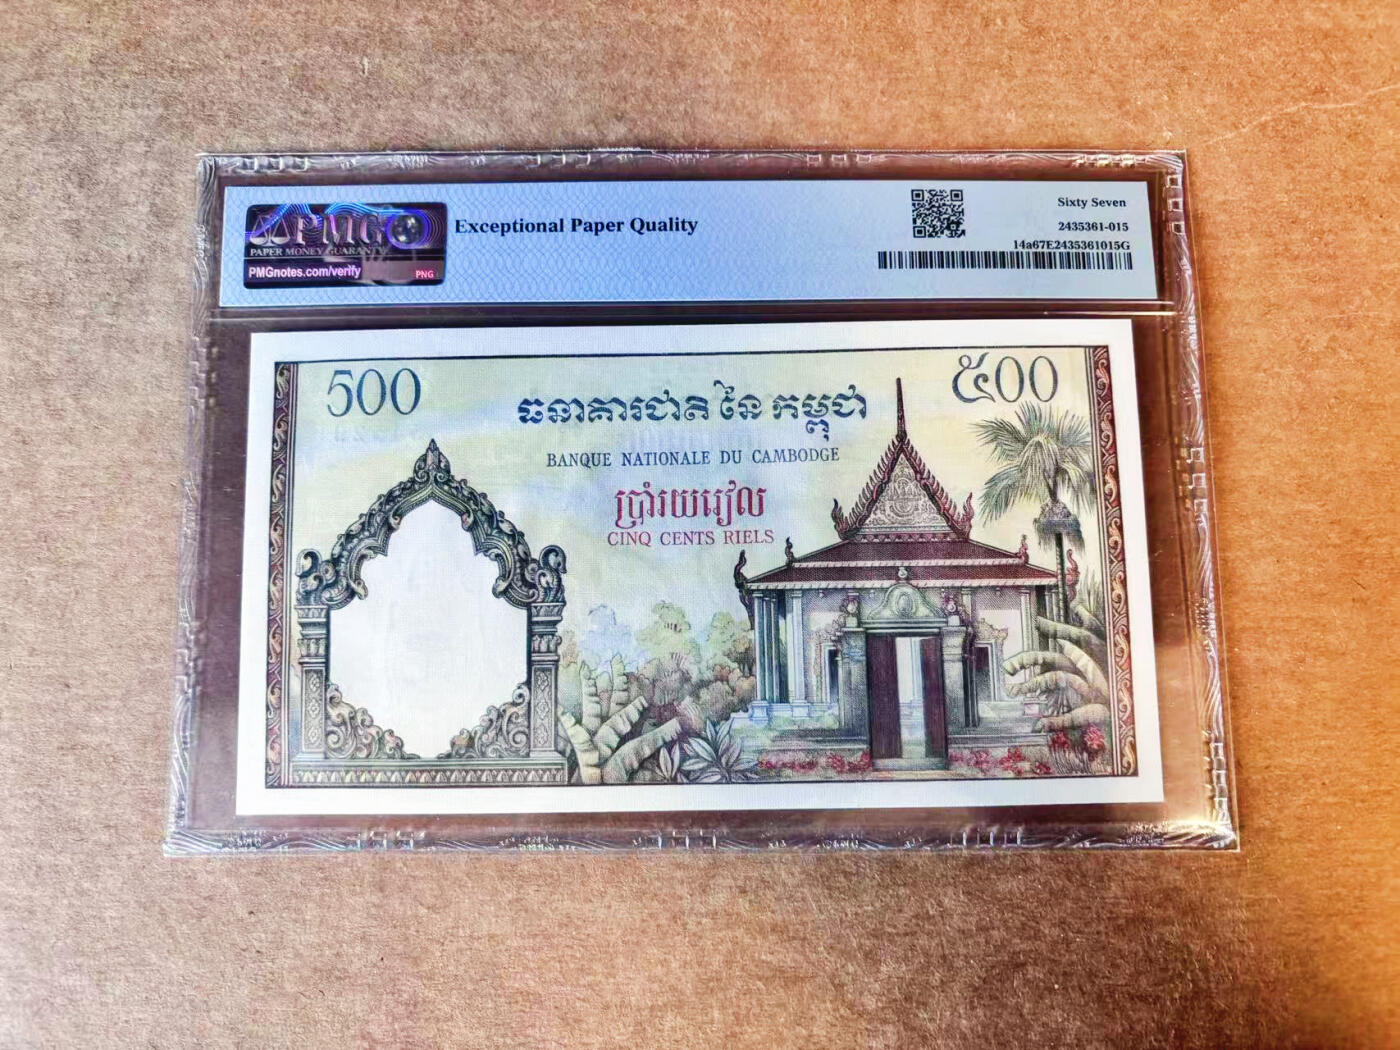 PMG
PAPER MONEY GUARANTY
PMGnotes.com/verify
PNG
Exceptional Paper Quality
Sixty Seven
2435361-015
14a67E2435361015G
500
៥00
ធនាគារជាតិ នៃ កម្ពុជា
BANQUE NATIONALE DU CAMBODGE
ប្រាំរយរៀល
CINQ CENTS RIELS